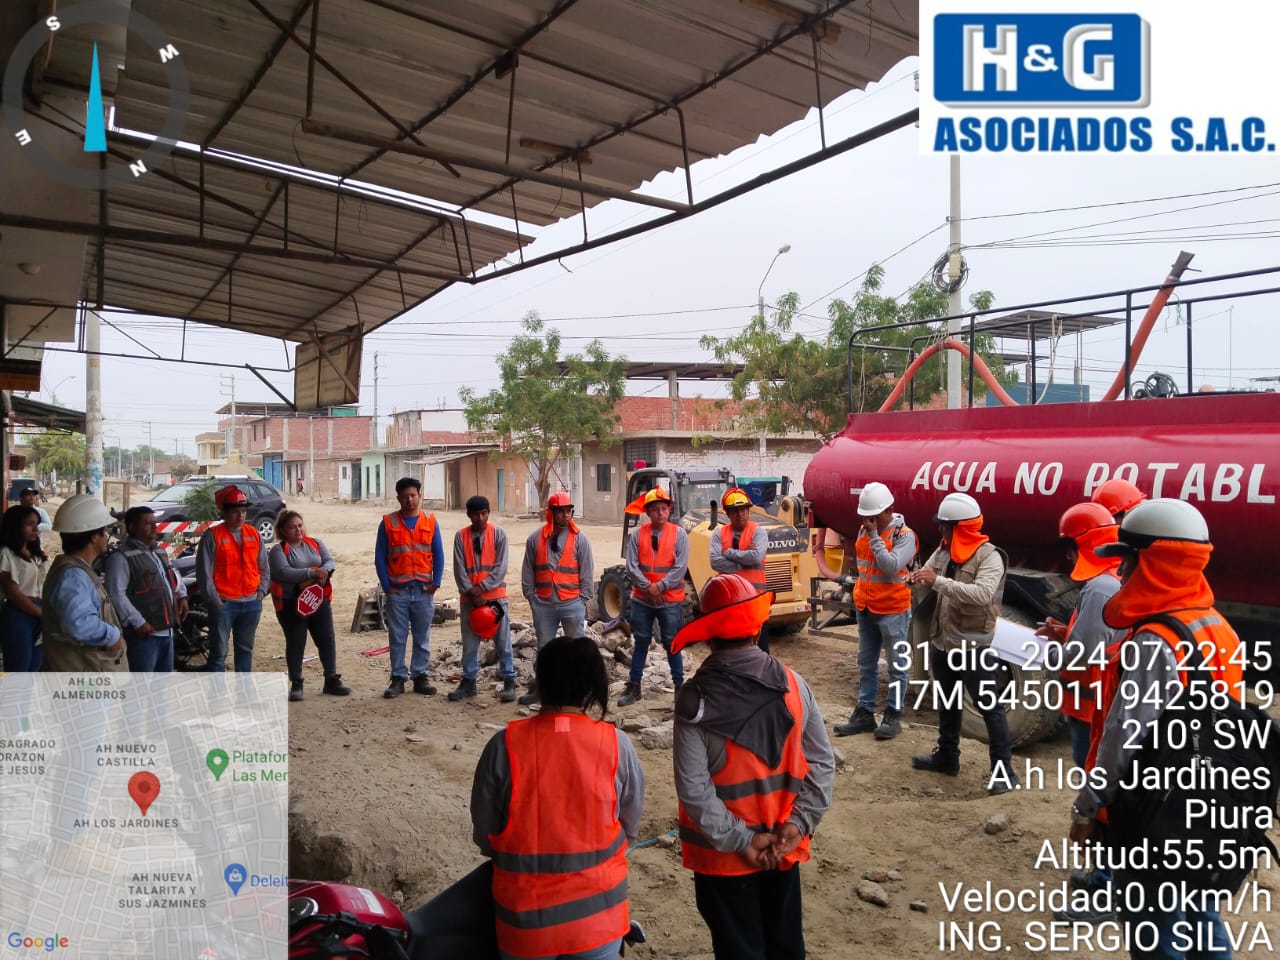 S
W
E
N
H&G
ASOCIADOS S.A.C.
AGUA NO POTABL
VOLVO
PARE
31 dic. 2024 07:22:45
17M 545011 9425819
210° SW
A.h los Jardines
Piura
Altitud:55.5m
Velocidad:0.0km/h
ING. SERGIO SILVA
AH LOS
ALMENDROS
SAGRADO
ORAZON
E JESUS
AH NUEVO
CASTILLA
Platafor
Las Mer
AH LOS JARDINES
AH NUEVA
TALARITA Y
SUS JAZMINES
Deleit
Google